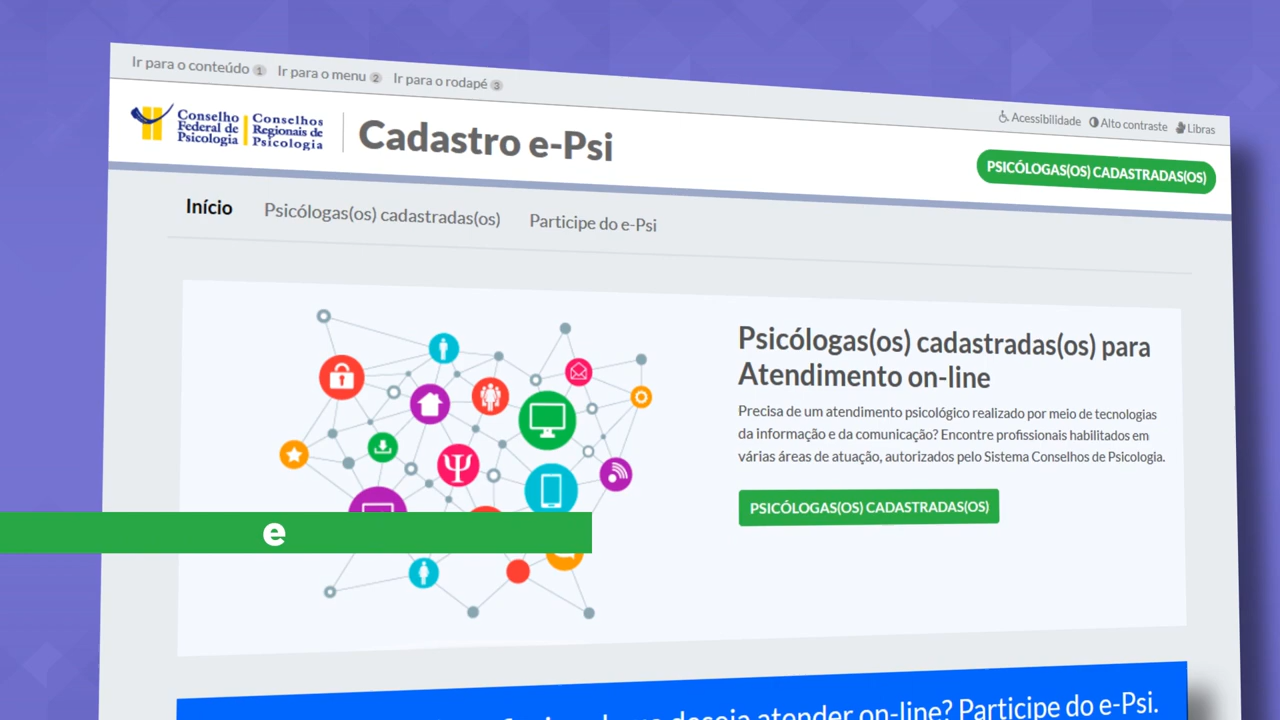 Ir para o conteúdo 1 Ir para o menu 2 Ir para o rodapé 3
Acessibilidade Alto contraste Libras
Conselho Federal de Psicologia
Conselhos Regionais de Psicologia
Cadastro e-Psi
PSICÓLOGAS(OS) CADASTRADAS(OS)
Início Psicólogas(os) cadastradas(os) Participe do e-Psi
Psicólogas(os) cadastradas(os) para
Atendimento on-line
Precisa de um atendimento psicológico realizado por meio de tecnologias
da informação e da comunicação? Encontre profissionais habilitados em
várias áreas de atuação, autorizados pelo Sistema Conselhos de Psicologia.
PSICÓLOGAS(OS) CADASTRADAS(OS)
Ψ
e
deseja atender on-line? Participe do e-Psi.